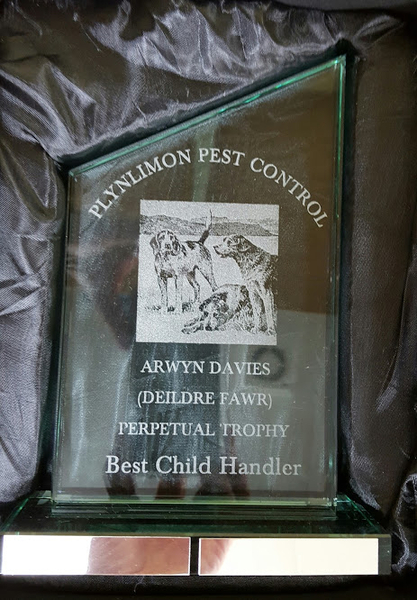 PLYNLIMON PEST CONTROL
ARWYN DAVIES
(DEILDRE FAWR)
PERPETUAL TROPHY
Best Child Handler